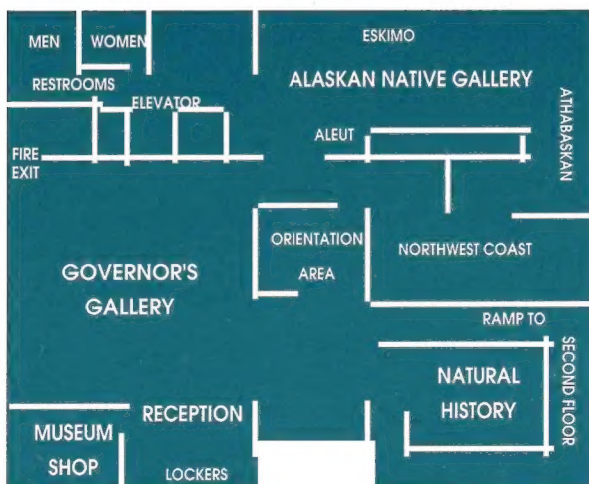 MEN
WOMEN
RESTROOMS
ELEVATOR
FIRE
EXIT
ESKIMO
ALASKAN NATIVE GALLERY
ALEUT
ATHABASKAN
ORIENTATION
AREA
NORTHWEST COAST
GOVERNOR'S
GALLERY
RAMP TO
SECOND FLOOR
NATURAL
HISTORY
RECEPTION
MUSEUM
SHOP
LOCKERS